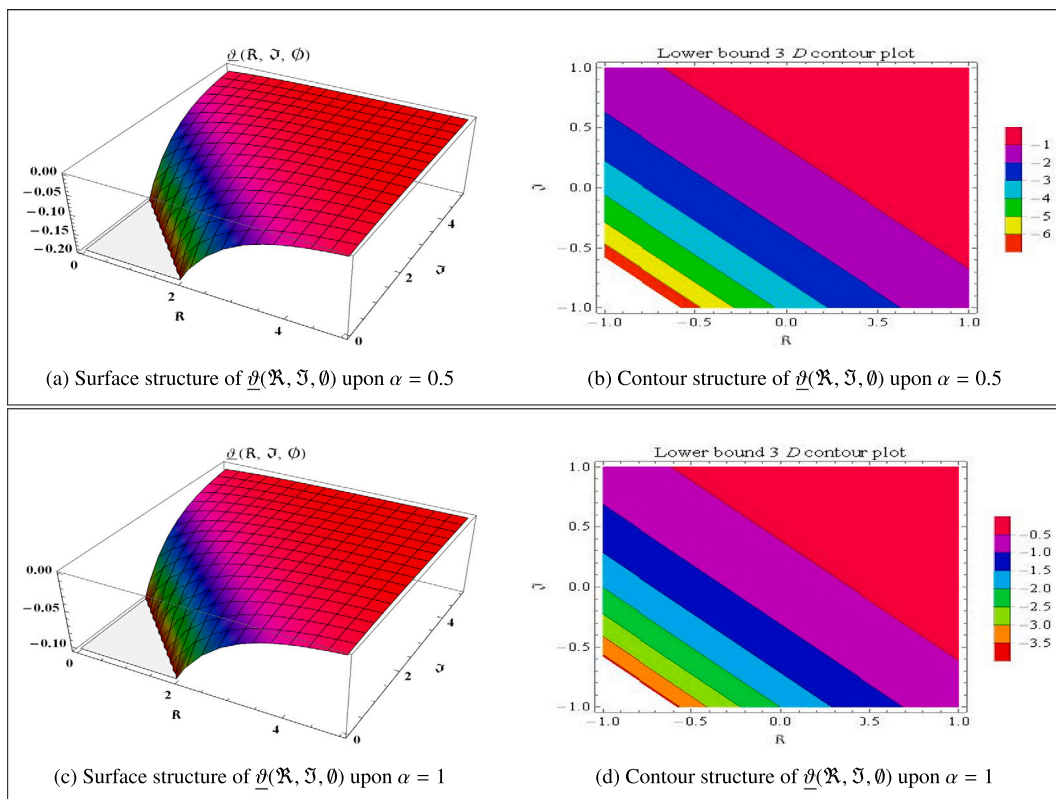 ϑ(ℜ, ℑ, ∅)
0.00
−0.05
−0.10
−0.15
−0.20
0
2
ℜ
4
0
2
ℑ
4
(a) Surface structure of ϑ(ℜ, ℑ, ∅) upon α = 0.5
Lower bound 3 D contour plot
1.0
0.5
0.0
−0.5
−1.0
ℑ
−1.0 −0.5 0.0 3.5 1.0
ℜ
−1
−2
−3
−4
−5
−6
(b) Contour structure of ϑ(ℜ, ℑ, ∅) upon α = 0.5
ϑ(ℜ, ℑ, ∅)
0.00
−0.05
−0.10
0
2
ℜ
4
0
2
ℑ
4
(c) Surface structure of ϑ(ℜ, ℑ, ∅) upon α = 1
Lower bound 3 D contour plot
1.0
0.5
0.0
−0.5
−1.0
ℑ
−1.0 −0.5 0.0 3.5 1.0
ℜ
−0.5
−1.0
−1.5
−2.0
−2.5
−3.0
−3.5
(d) Contour structure of ϑ(ℜ, ℑ, ∅) upon α = 1